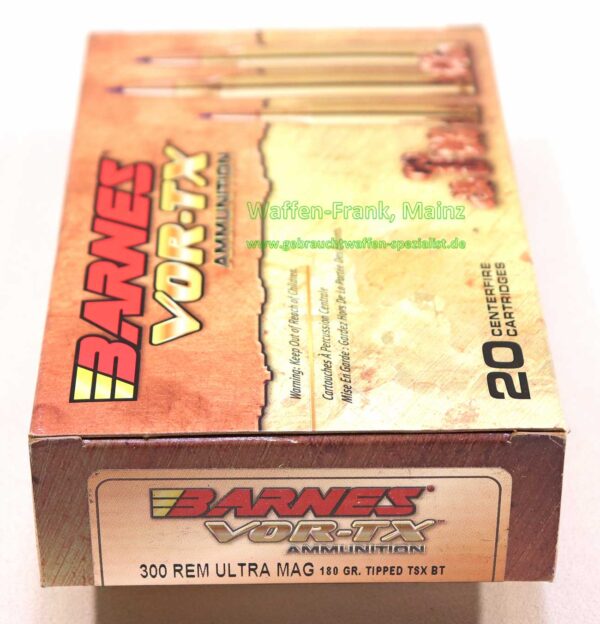 BARNES
VOR-TX
AMMUNITION
Waffen-Frank, Mainz
www.gebrauchtwaffen-spezialist.de
Warning: Keep Out of Reach of Children.
Cartouches À Percussion Centrale
Mise En Garde : Gardez Hors De La Portée Des
20 CENTERFIRE
CARTRIDGES
BARNES®
VOR-TX™
AMMUNITION
300 REM ULTRA MAG 180 GR. TIPPED TSX BT